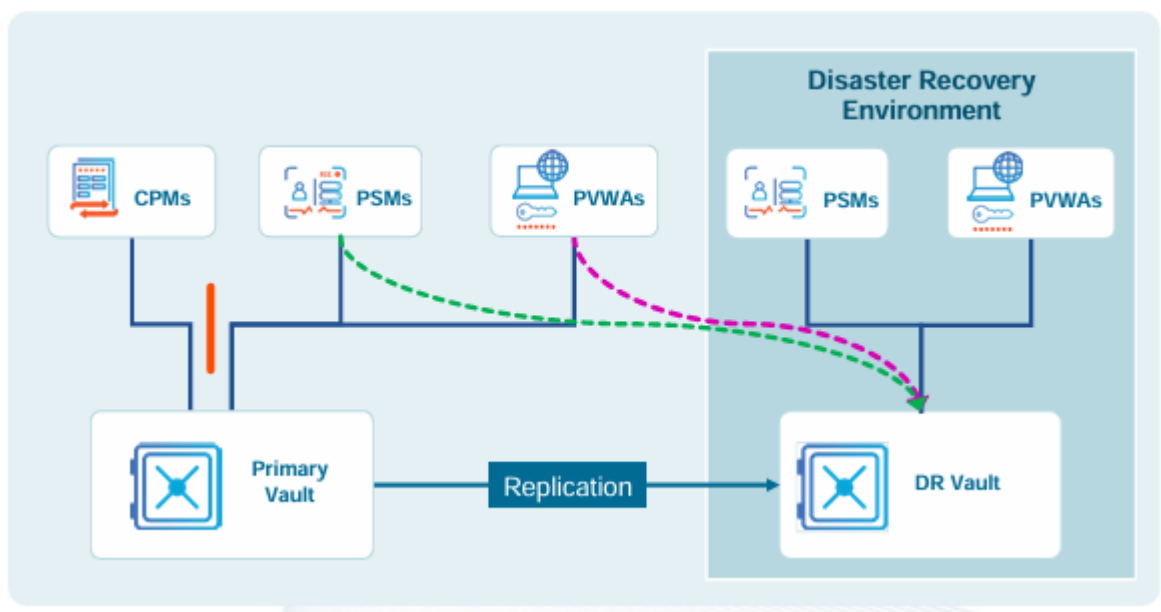 Disaster Recovery
Environment
CPMs
PSMs
PVWAs
PSMs
PVWAs
Primary
Vault
Replication
DR Vault